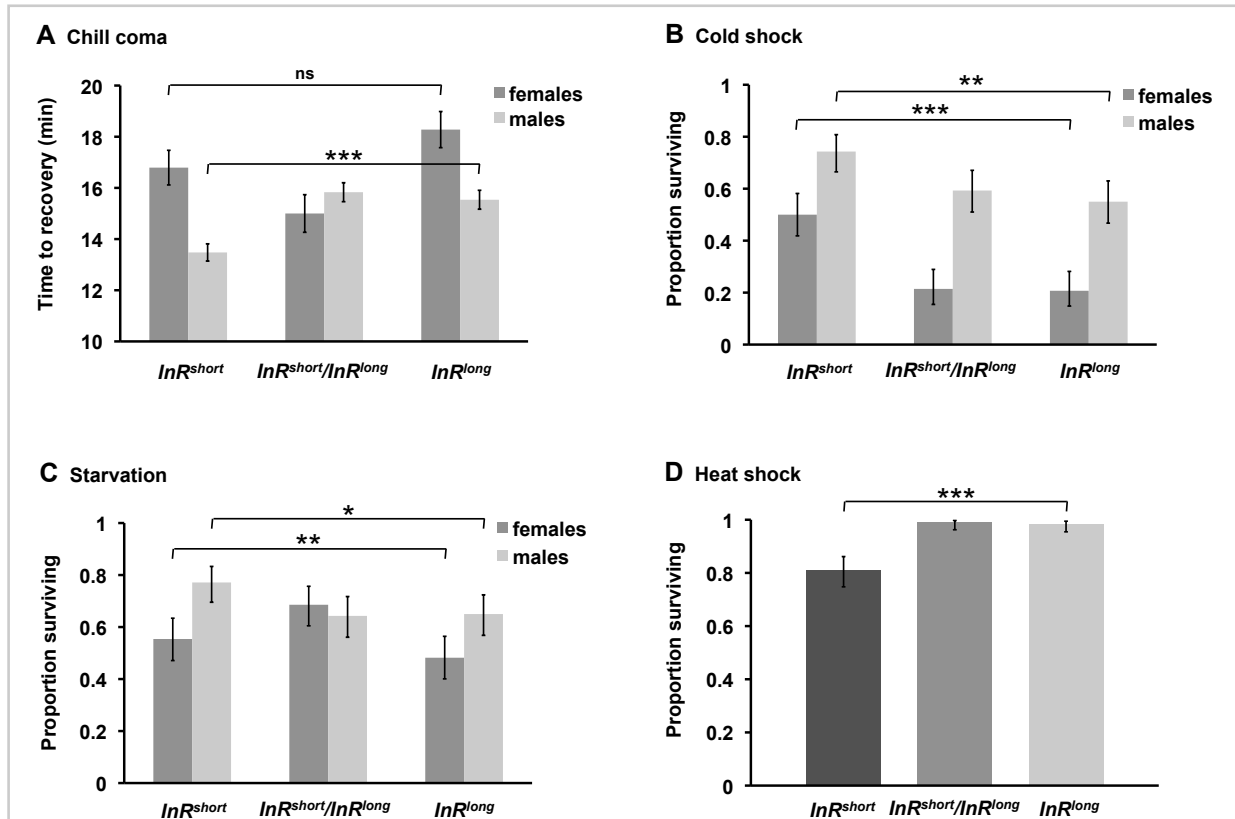 A Chill coma
ns
20
18
16
14
12
10
Time to recovery (min)
***
females
males
InRshort InRshort/InRlong InRlong
B Cold shock
**
***
1
0.8
0.6
0.4
0.2
0
Proportion surviving
females
males
InRshort InRshort/InRlong InRlong
C Starvation
*
**
1
0.8
0.6
0.4
0.2
0
Proportion surviving
females
males
InRshort InRshort/InRlong InRlong
D Heat shock
***
1
0.8
0.6
0.4
0.2
0
Proportion surviving
InRshort InRshort/InRlong InRlong